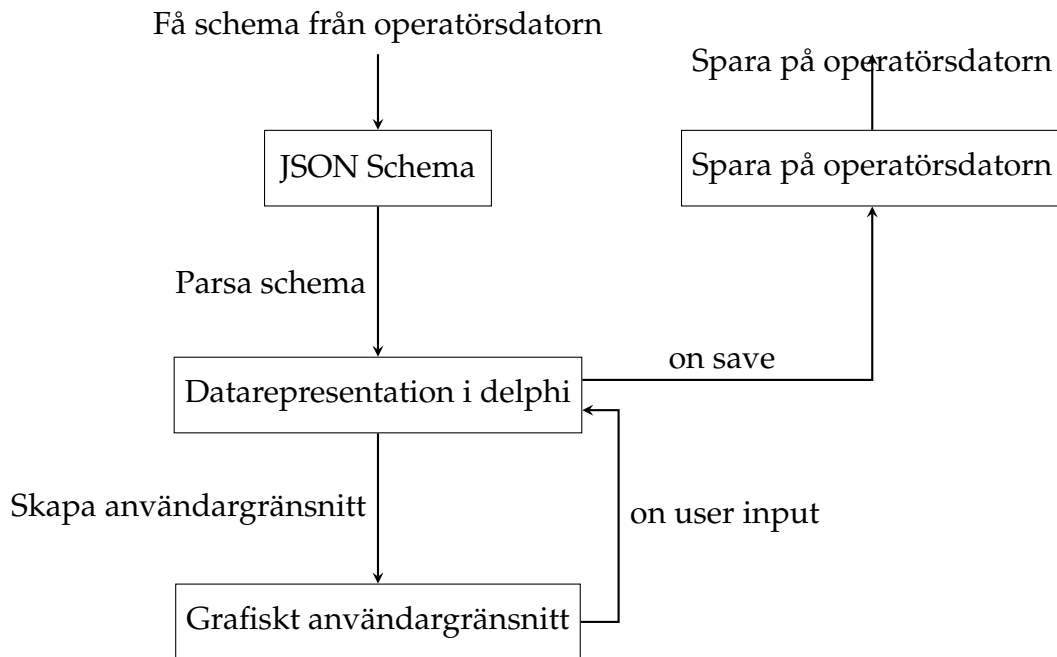 Få schema från operatörsdatorn
Spara på operatörsdatorn
JSON Schema
Spara på operatörsdatorn
Parsa schema
on save
Datarepresentation i delphi
Skapa användargränsnitt
on user input
Grafiskt användargränsnitt